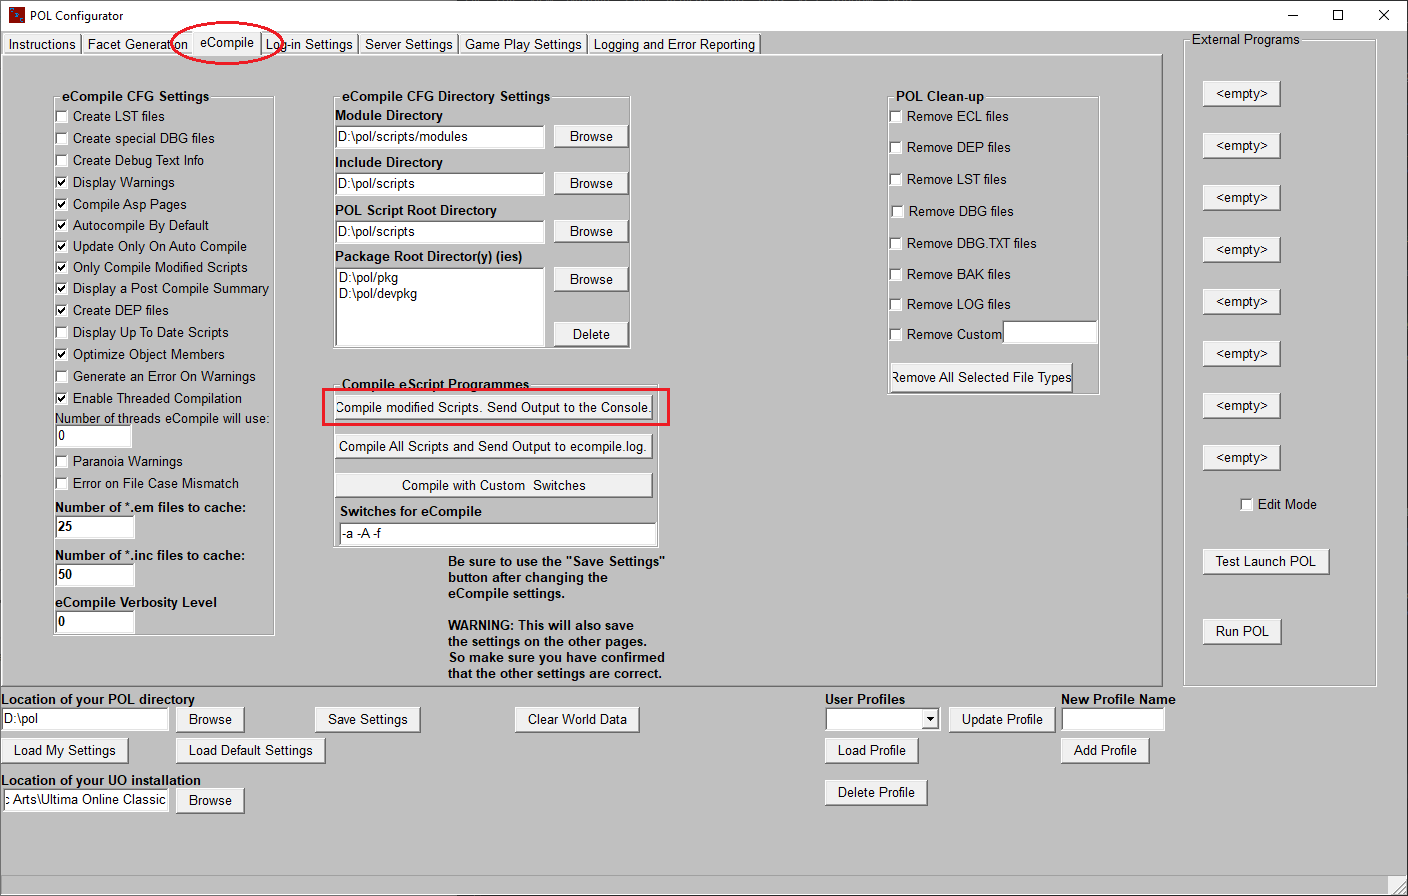 POL Configurator
Instructions
Facet Generation
eCompile
Log-in Settings
Server Settings
Game Play Settings
Logging and Error Reporting
eCompile CFG Settings
Create LST files
Create special DBG files
Create Debug Text Info
Display Warnings
Compile Asp Pages
Autocompile By Default
Update Only On Auto Compile
Only Compile Modified Scripts
Display a Post Compile Summary
Create DEP files
Display Up To Date Scripts
Optimize Object Members
Generate an Error On Warnings
Enable Threaded Compilation
Number of threads eCompile will use:
0
Paranoia Warnings
Error on File Case Mismatch
Number of *.em files to cache:
25
Number of *.inc files to cache:
50
eCompile Verbosity Level
0
eCompile CFG Directory Settings
Module Directory
D:\pol/scripts/modules
Browse
Include Directory
D:\pol/scripts
Browse
POL Script Root Directory
D:\pol/scripts
Browse
Package Root Director(y) (ies)
D:\pol/pkg
D:\pol/devpkg
Browse
Delete
Compile eScript Programmes
Compile modified Scripts. Send Output to the Console.
Compile All Scripts and Send Output to ecompile.log.
Compile with Custom  Switches
Switches for eCompile
-a -A -f
Be sure to use the "Save Settings"
button after changing the
eCompile settings.
WARNING: This will also save
the settings on the other pages.
So make sure you have confirmed
that the other settings are correct.
POL Clean-up
Remove ECL files
Remove DEP files
Remove LST files
Remove DBG files
Remove DBG.TXT files
Remove BAK files
Remove LOG files
Remove Custom
Remove All Selected File Types
External Programs
<empty>
<empty>
<empty>
<empty>
<empty>
<empty>
<empty>
<empty>
Edit Mode
Test Launch POL
Run POL
Location of your POL directory
D:\pol
Browse
Save Settings
Clear World Data
Load My Settings
Load Default Settings
Location of your UO installation
c Arts\Ultima Online Classic
Browse
User Profiles
Update Profile
New Profile Name
Load Profile
Add Profile
Delete Profile